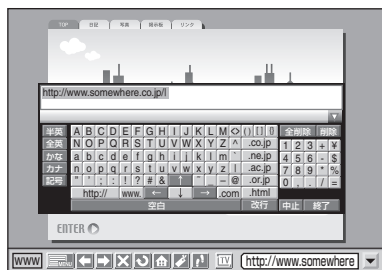 TOP 日記 写真 掲示板 リンク
http://www.somewhere.co.jp/l
半英 A B C D E F G H I J K L M <> () [] {} 全削除 削除
全英 N O P Q R S T U V W X Y Z ^ .co.jp 1 2 3 + ¥
かな a b c d e f g h i j k l m ` .ne.jp 4 5 6 - $
カナ n o p q r s t u v w x y z | .ac.jp 7 8 9 * %
記号 " ' ; : ! ? # & ↑ ~ _ @ .or.jp 0 , . / =
http:// www. ← ↓ → .com .html
空白 改行 中止 終了
ENTER
WWW MENU TV http://www.somewhere